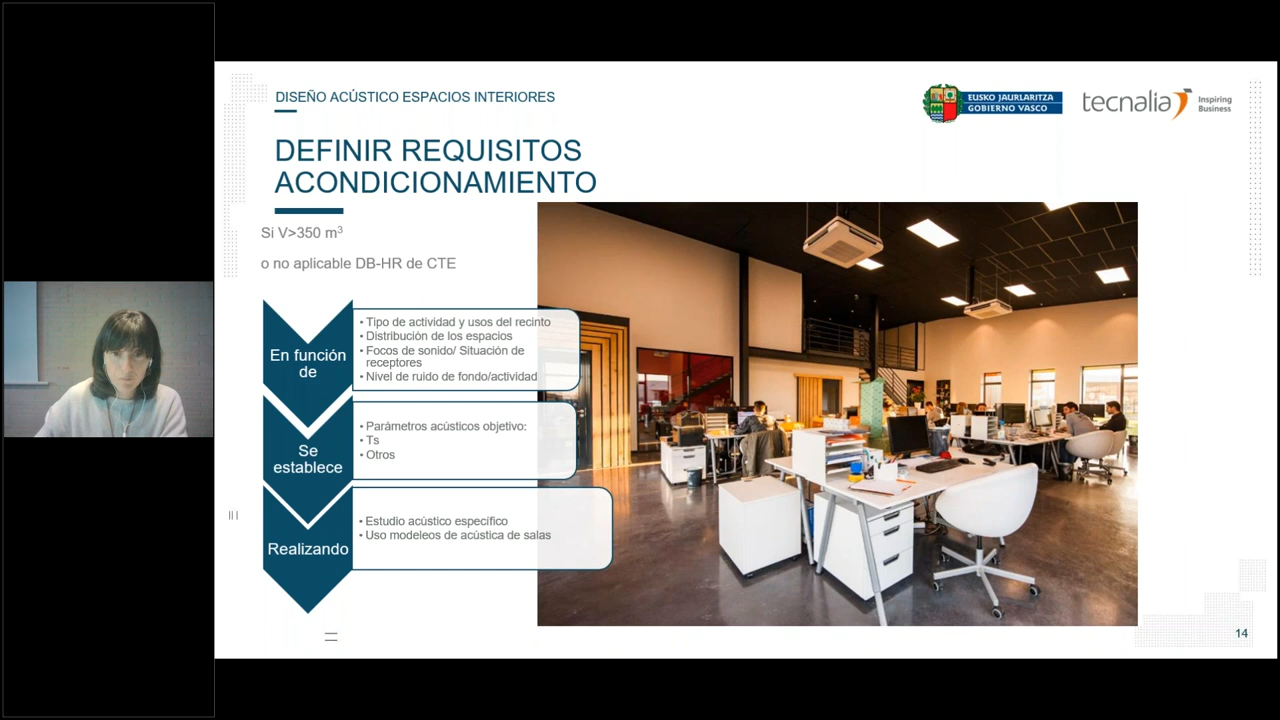 DISEÑO ACÚSTICO ESPACIOS INTERIORES
EUSKO JAURLARITZA
GOBIERNO VASCO
tecnalia Inspiring
Business
DEFINIR REQUISITOS
ACONDICIONAMIENTO
Si V>350 m³
o no aplicable DB-HR de CTE
En función
de
• Tipo de actividad y usos del recinto
• Distribución de los espacios
• Focos de sonido/ Situación de
receptores
• Nivel de ruido de fondo/actividad
Se
establece
• Parámetros acústicos objetivo:
• Ts
• Otros
Realizando
• Estudio acústico específico
• Uso modeleos de acústica de salas
14